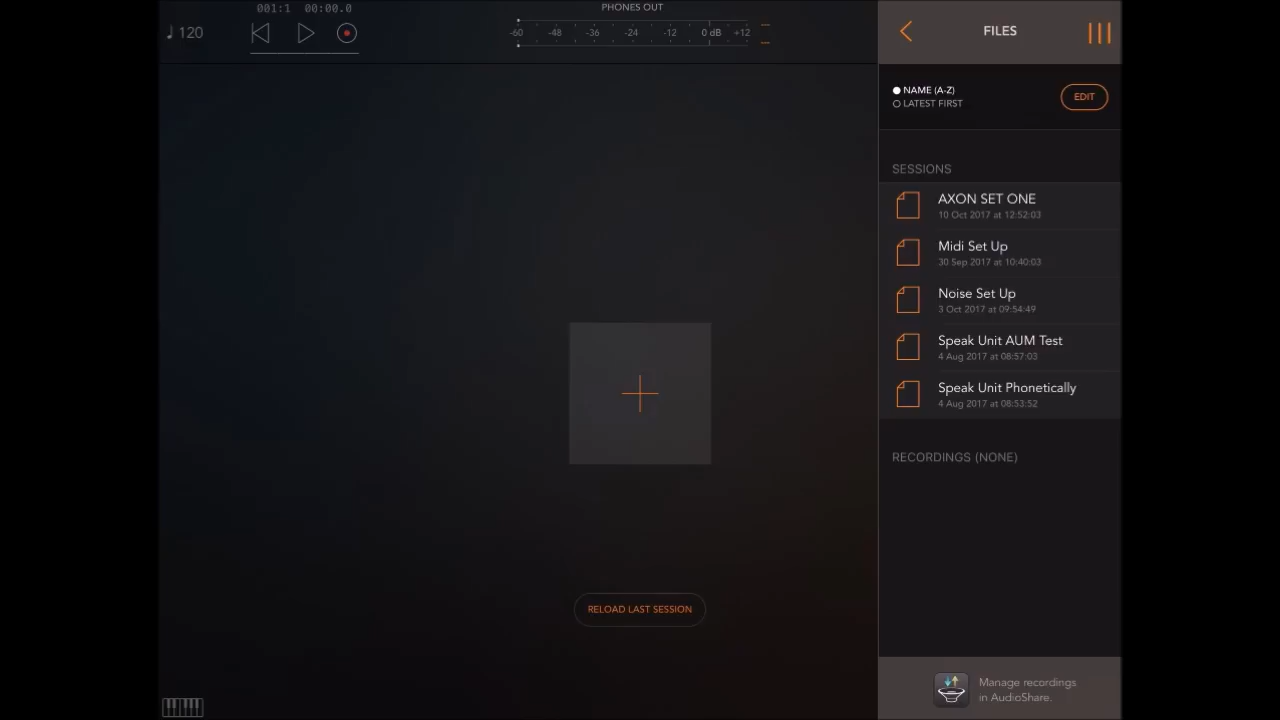 001:1 00:00.0
♩ 120
PHONES OUT
-60 -48 -36 -24 -12 0 dB +12
RELOAD LAST SESSION
FILES
NAME (A-Z)
LATEST FIRST
EDIT
SESSIONS
AXON SET ONE
10 Oct 2017 at 12:52:03
Midi Set Up
30 Sep 2017 at 10:40:03
Noise Set Up
3 Oct 2017 at 09:54:49
Speak Unit AUM Test
4 Aug 2017 at 08:57:03
Speak Unit Phonetically
4 Aug 2017 at 08:53:52
RECORDINGS (NONE)
Manage recordings
in AudioShare.